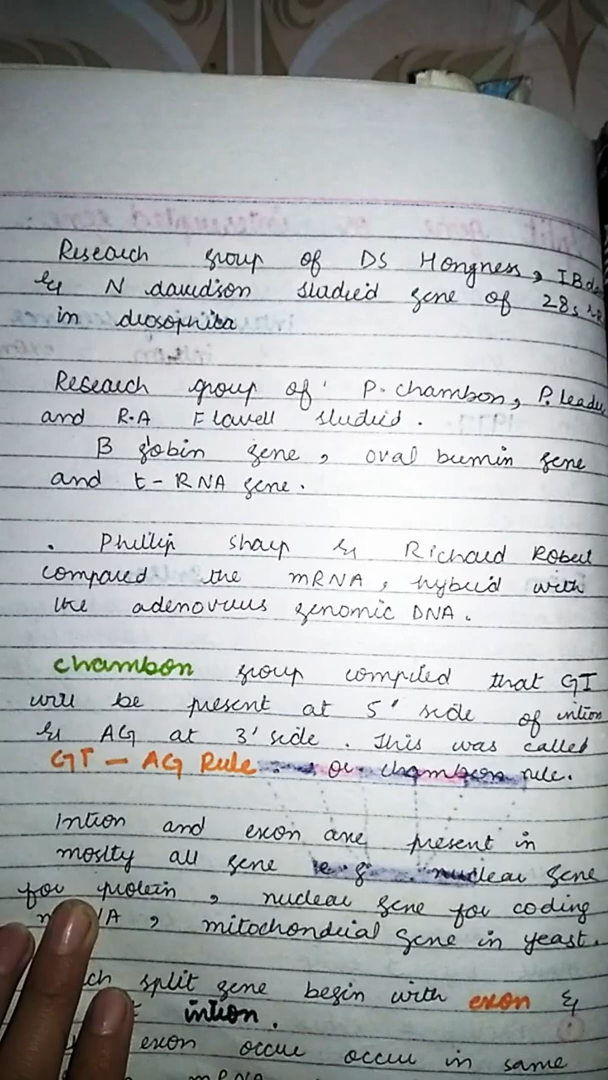 Research group of DS Hongness, IB
& N davidson studied gene of 28s
in drosophica
Research group of P. chambon, P. leader
and R.A Flavell studied.
B globin gene, oval bumin gene
and t-RNA gene.
. Phillip sharp & Richard Robert
compared the mRNA, hybrid with
the adenovirus genomic DNA.
chambon group compiled that GT
will be present at 5' side of intron
& AG at 3' side. This was called
GT - AG Rule. or chambon rule.
Intron and exon are present in
moslty all gene e.g. nuclear gene
for protein, nuclear gene for coding
, mitochondrial gene in yeast.
split gene begin with exon &
intron.
exon occur occur in same